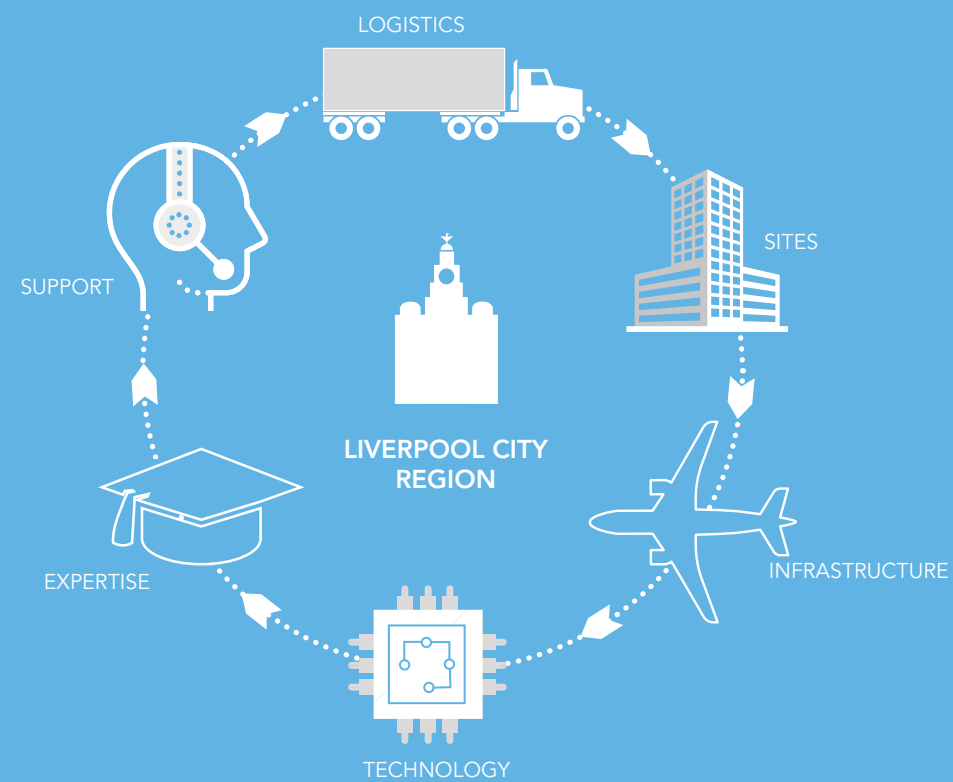 LOGISTICS
SITES
SUPPORT
LIVERPOOL CITY
REGION
INFRASTRUCTURE
EXPERTISE
TECHNOLOGY